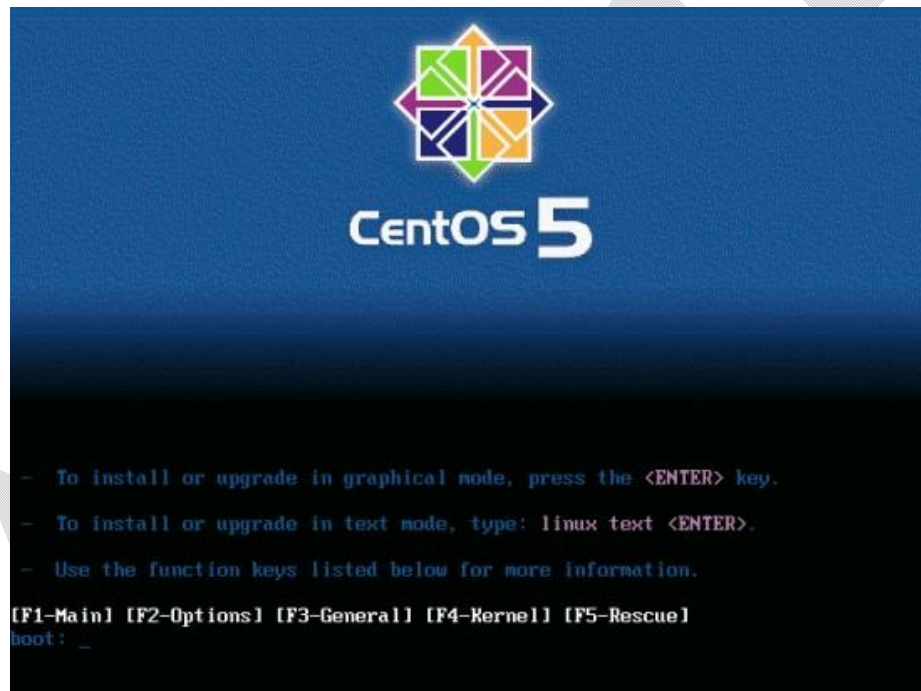 CentOS 5
- To install or upgrade in graphical mode, press the <ENTER> key.
- To install or upgrade in text mode, type: linux text <ENTER>.
- Use the function keys listed below for more information.
[F1-Main] [F2-Options] [F3-General] [F4-Kernel] [F5-Rescue]
boot: _